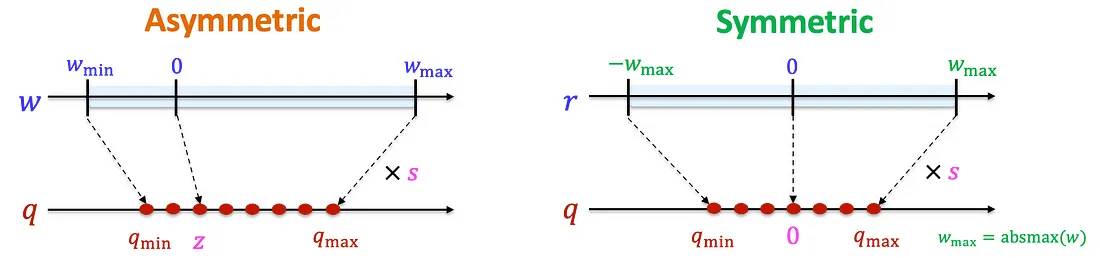 Asymmetric
w_min 0 w_max
w
× s
q
q_min z q_max
Symmetric
−w_max 0 w_max
r
× s
q
q_min 0 q_max
w_max = absmax(w)